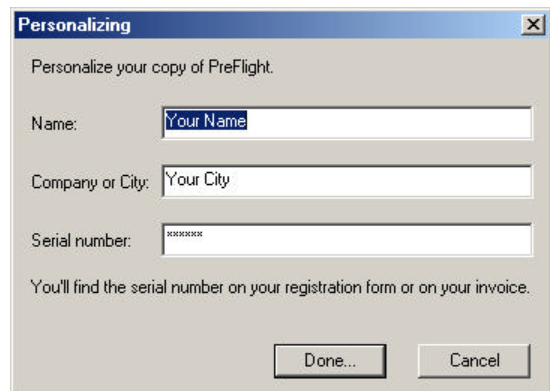 Personalizing
Personalize your copy of PreFlight.
Name: Your Name
Company or City: Your City
Serial number: ******
You'll find the serial number on your registration form or on your invoice.
Done... Cancel